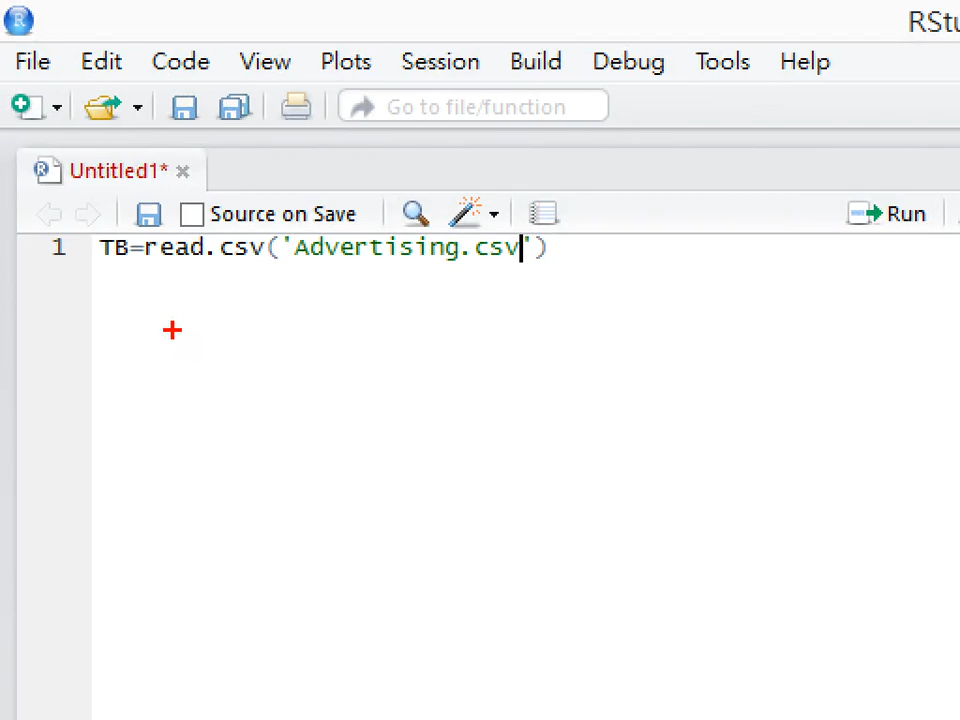 RStu
File Edit Code View Plots Session Build Debug Tools Help
Go to file/function
Untitled1*
Source on Save Run
1 TB=read.csv('Advertising.csv')